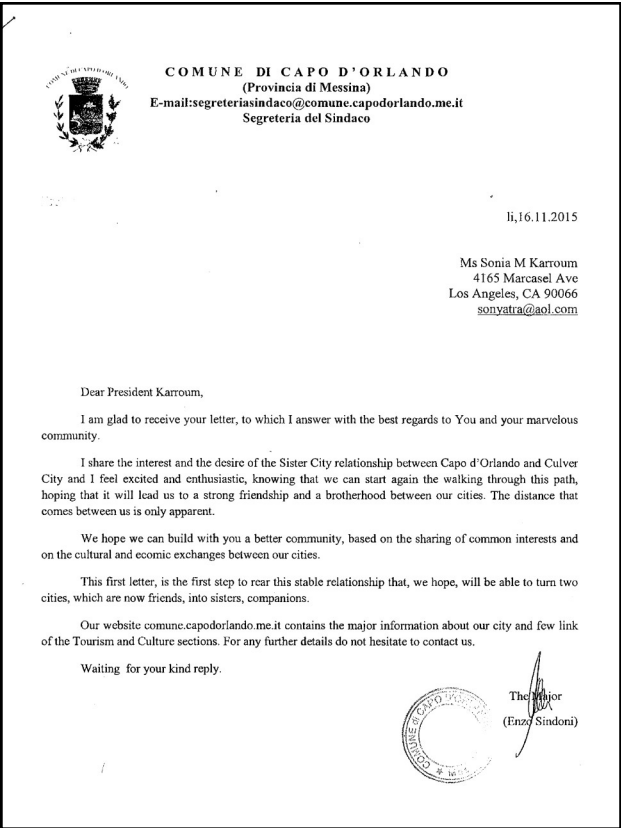 COMUNE DI CAPO D'ORLANDO
COMUNE DI CAPO D'ORLANDO
(Provincia di Messina)
E-mail:segreteriasindaco@comune.capodorlando.me.it
Segreteria del Sindaco
li,16.11.2015
Ms Sonia M Karroum
4165 Marcasel Ave
Los Angeles, CA 90066
sonyatra@aol.com
Dear President Karroum,
I am glad to receive your letter, to which I answer with the best regards to You and your marvelous
community.
I share the interest and the desire of the Sister City relationship between Capo d'Orlando and Culver
City and I feel excited and enthusiastic, knowing that we can start again the walking through this path,
hoping that it will lead us to a strong friendship and a brotherhood between our cities. The distance that
comes between us is only apparent.
We hope we can build with you a better community, based on the sharing of common interests and
on the cultural and ecomic exchanges between our cities.
This first letter, is the first step to rear this stable relationship that, we hope, will be able to turn two
cities, which are now friends, into sisters, companions.
Our website comune.capodorlando.me.it contains the major information about our city and few link
of the Tourism and Culture sections. For any further details do not hesitate to contact us.
Waiting for your kind reply.
The Major
(Enzo Sindoni)
COMUNE di CAPO D'